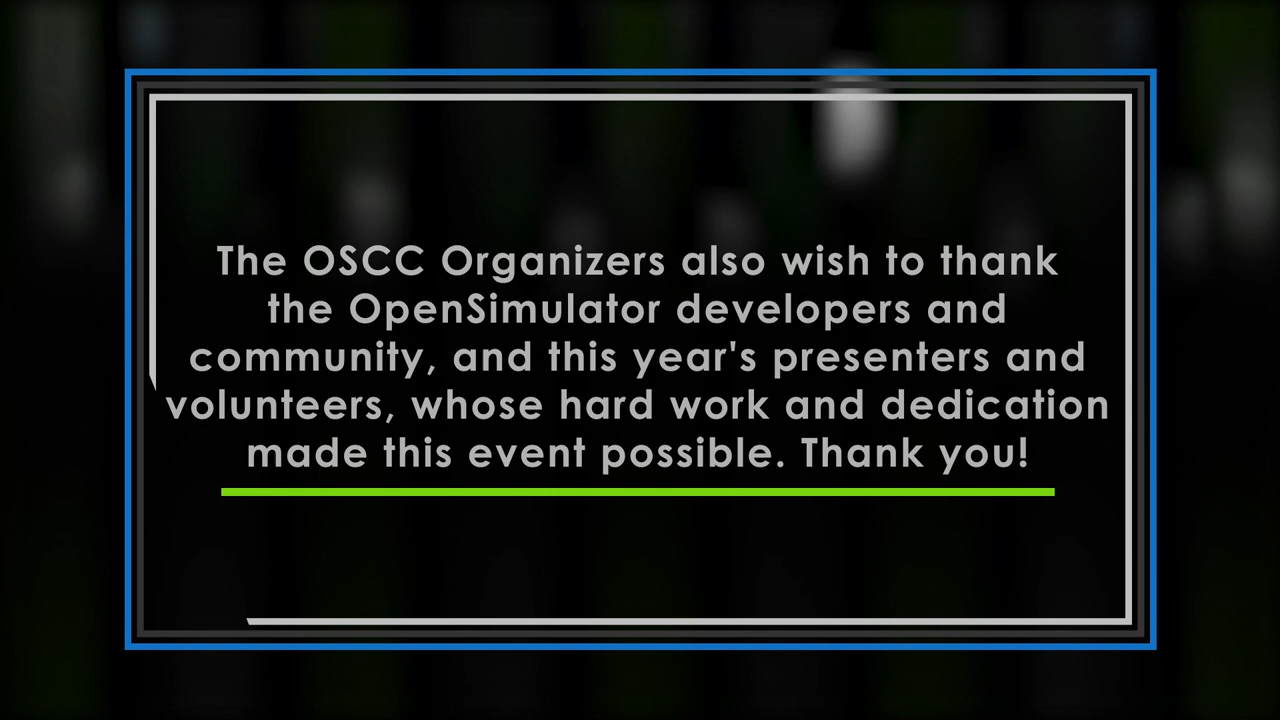 The OSCC Organizers also wish to thank
the OpenSimulator developers and
community, and this year's presenters and
volunteers, whose hard work and dedication
made this event possible. Thank you!